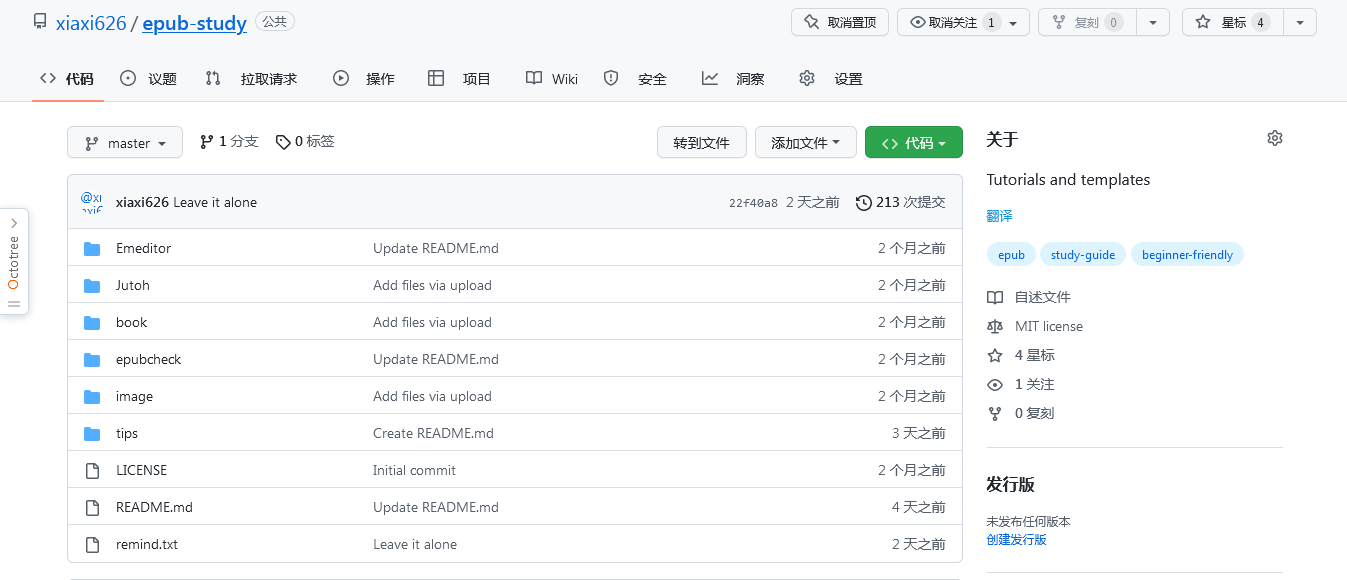 xiaxi626 / epub-study 公共 取消置顶 取消关注 1 复刻 0 星标 4
代码 议题 拉取请求 操作 项目 Wiki 安全 洞察 设置
master 1 分支 0 标签 转到文件 添加文件 代码
xiaxi626 Leave it alone 22f40a8 2 天之前 213 次提交
Emeditor Update README.md 2 个月之前
Jutoh Add files via upload 2 个月之前
book Add files via upload 2 个月之前
epubcheck Update README.md 2 个月之前
image Add files via upload 2 个月之前
tips Create README.md 3 天之前
LICENSE Initial commit 2 个月之前
README.md Update README.md 4 天之前
remind.txt Leave it alone 2 天之前
关于
Tutorials and templates
翻译
epub study-guide beginner-friendly
自述文件
MIT license
4 星标
1 关注
0 复刻
发行版
未发布任何版本
创建发行版
Octotree